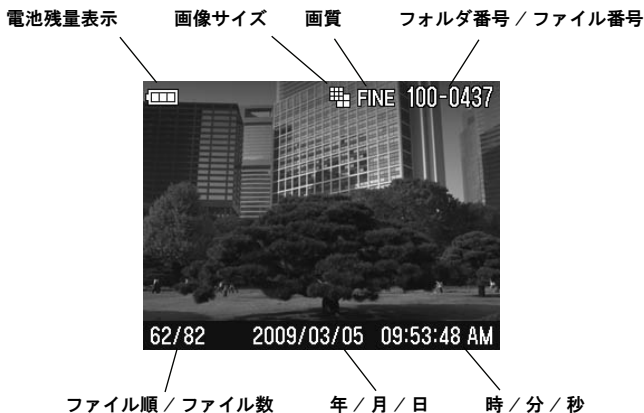 電池残量表示 画像サイズ 画質 フォルダ番号 / ファイル番号
FINE 100-0437
62/82 2009/03/05 09:53:48 AM
ファイル順 / ファイル数 年 / 月 / 日 時 / 分 / 秒